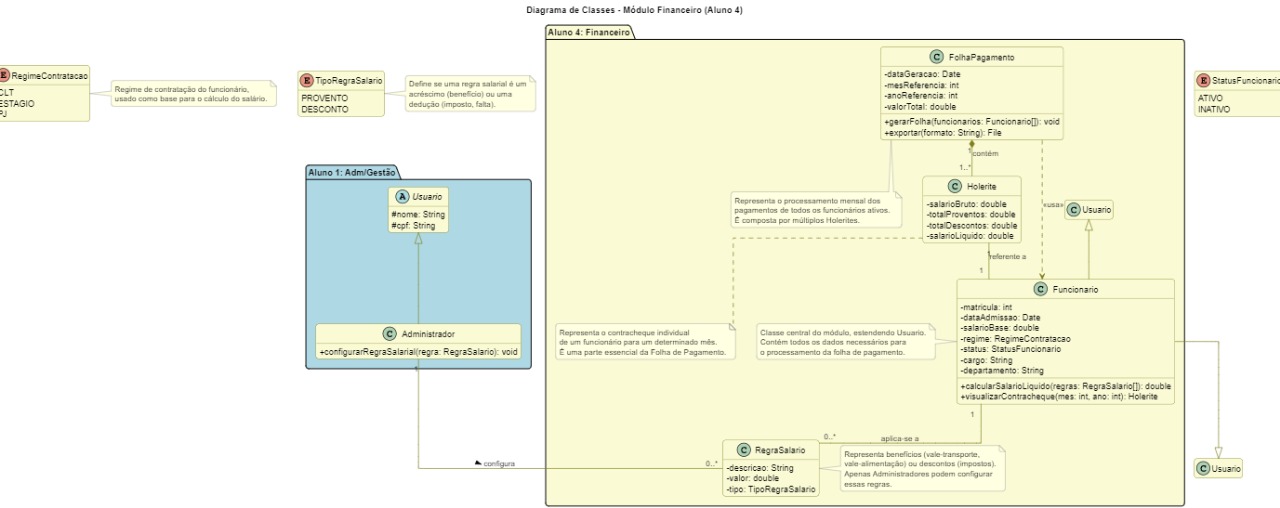 Diagrama de Classes - Módulo Financeiro (Aluno 4)
E RegimeContratacao
CLT
ESTAGIO
PJ
Regime de contratação do funcionário,
usado como base para o cálculo do salário.
E TipoRegraSalario
PROVENTO
DESCONTO
Define se uma regra salarial é um
acréscimo (benefício) ou uma
dedução (imposto, falta).
E StatusFuncionario
ATIVO
INATIVO
Aluno 4: Financeiro
C FolhaPagamento
-dataGeracao: Date
-mesReferencia: int
-anoReferencia: int
-valorTotal: double
+gerarFolha(funcionarios: Funcionario[]): void
+exportar(formato: String): File
1
contém
1..*
Aluno 1: Adm/Gestão
A Usuario
#nome: String
#cpf: String
C Administrador
+configurarRegraSalarial(regra: RegraSalario): void
1
Representa o processamento mensal dos
pagamentos de todos os funcionários ativos.
É composta por múltiplos Holerites.
C Holerite
-salarioBruto: double
-totalProventos: double
-totalDescontos: double
-salarioLiquido: double
«usa»
C Usuario
referente a
1
Representa o contracheque individual
de um funcionário para um determinado mês.
É uma parte essencial da Folha de Pagamento.
Classe central do módulo, estendendo Usuario.
Contém todos os dados necessários para
o processamento da folha de pagamento.
C Funcionario
-matricula: int
-dataAdmissao: Date
-salarioBase: double
-regime: RegimeContratacao
-status: StatusFuncionario
-cargo: String
-departamento: String
+calcularSalarioLiquido(regras: RegraSalario[]): double
+visualizarContracheque(mes: int, ano: int): Holerite
1
0..*
aplica-se a
configura
0..*
C RegraSalario
-descricao: String
-valor: double
-tipo: TipoRegraSalario
Representa benefícios (vale-transporte,
vale-alimentação) ou descontos (impostos).
Apenas Administradores podem configurar
essas regras.
C Usuario